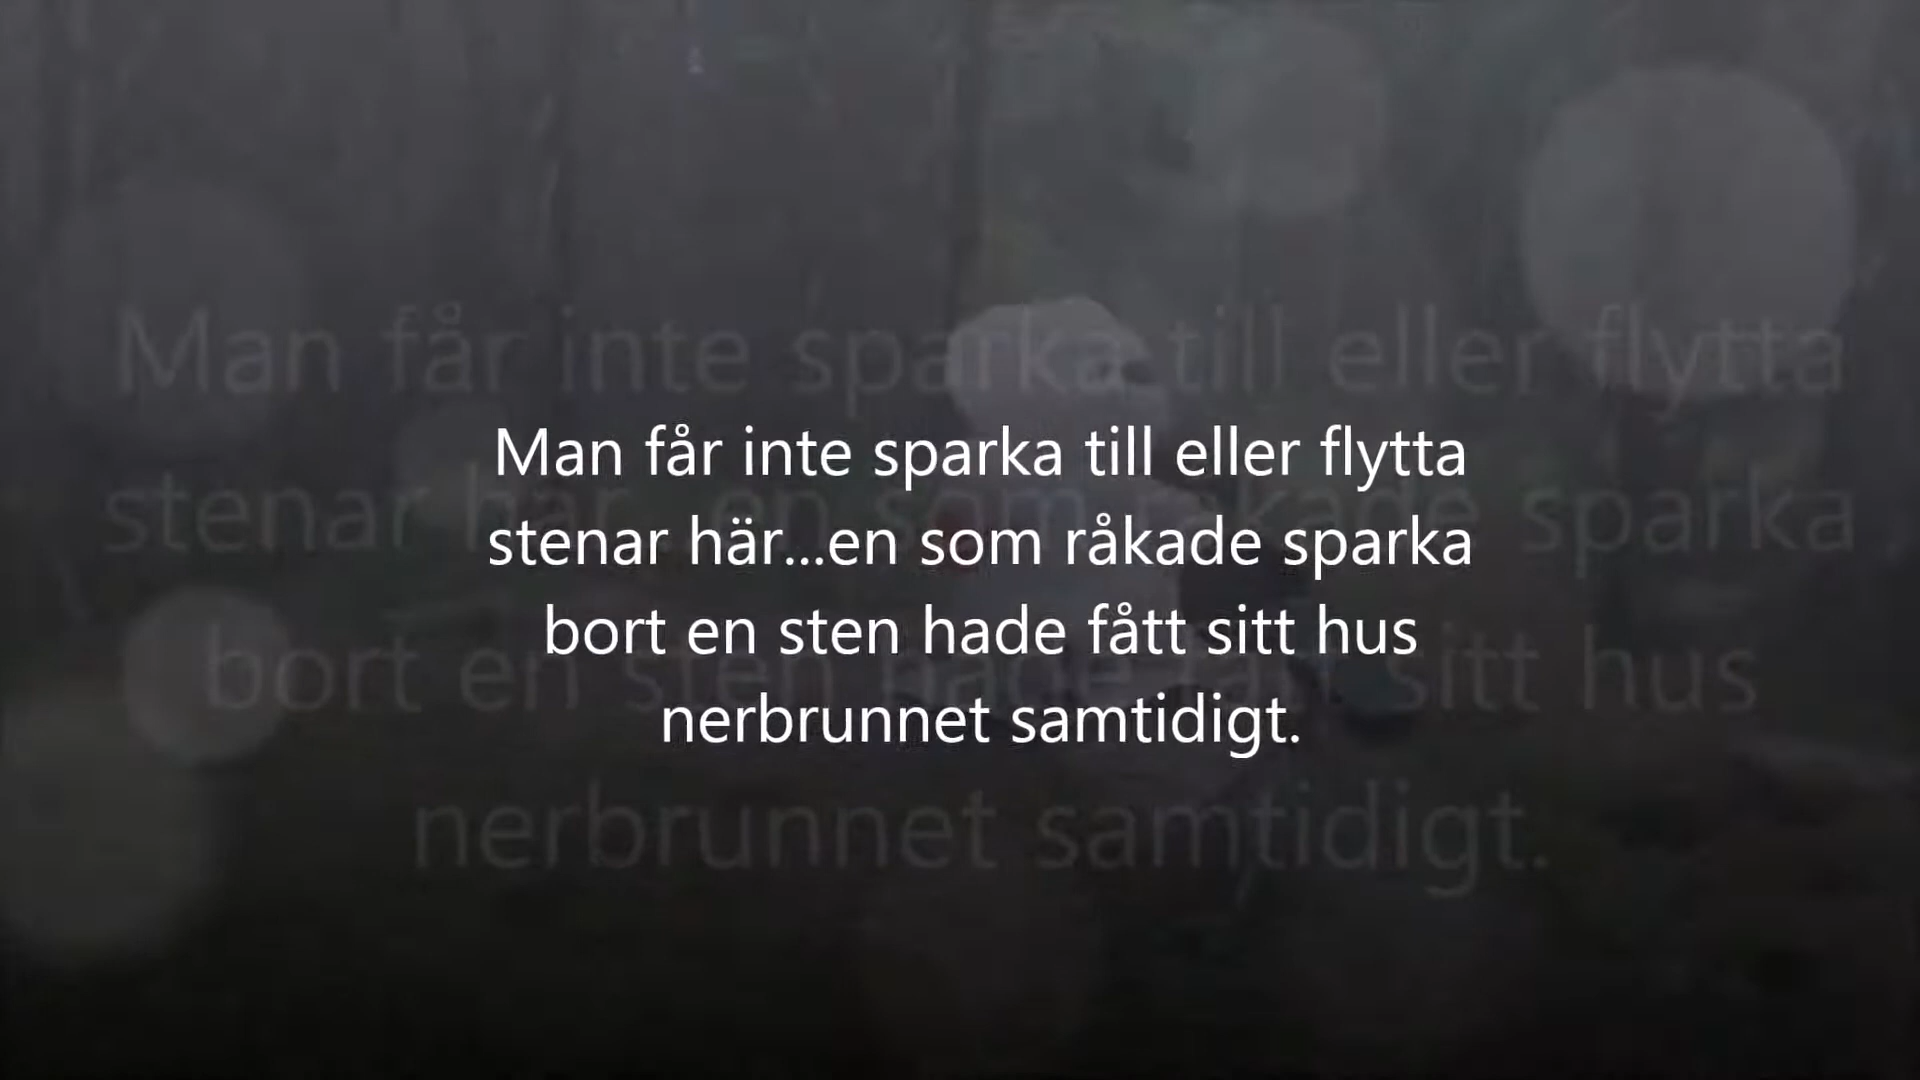 Man får inte sparka till eller flytta
stenar här...en som råkade sparka
bort en sten hade fått sitt hus
nerbrunnet samtidigt.